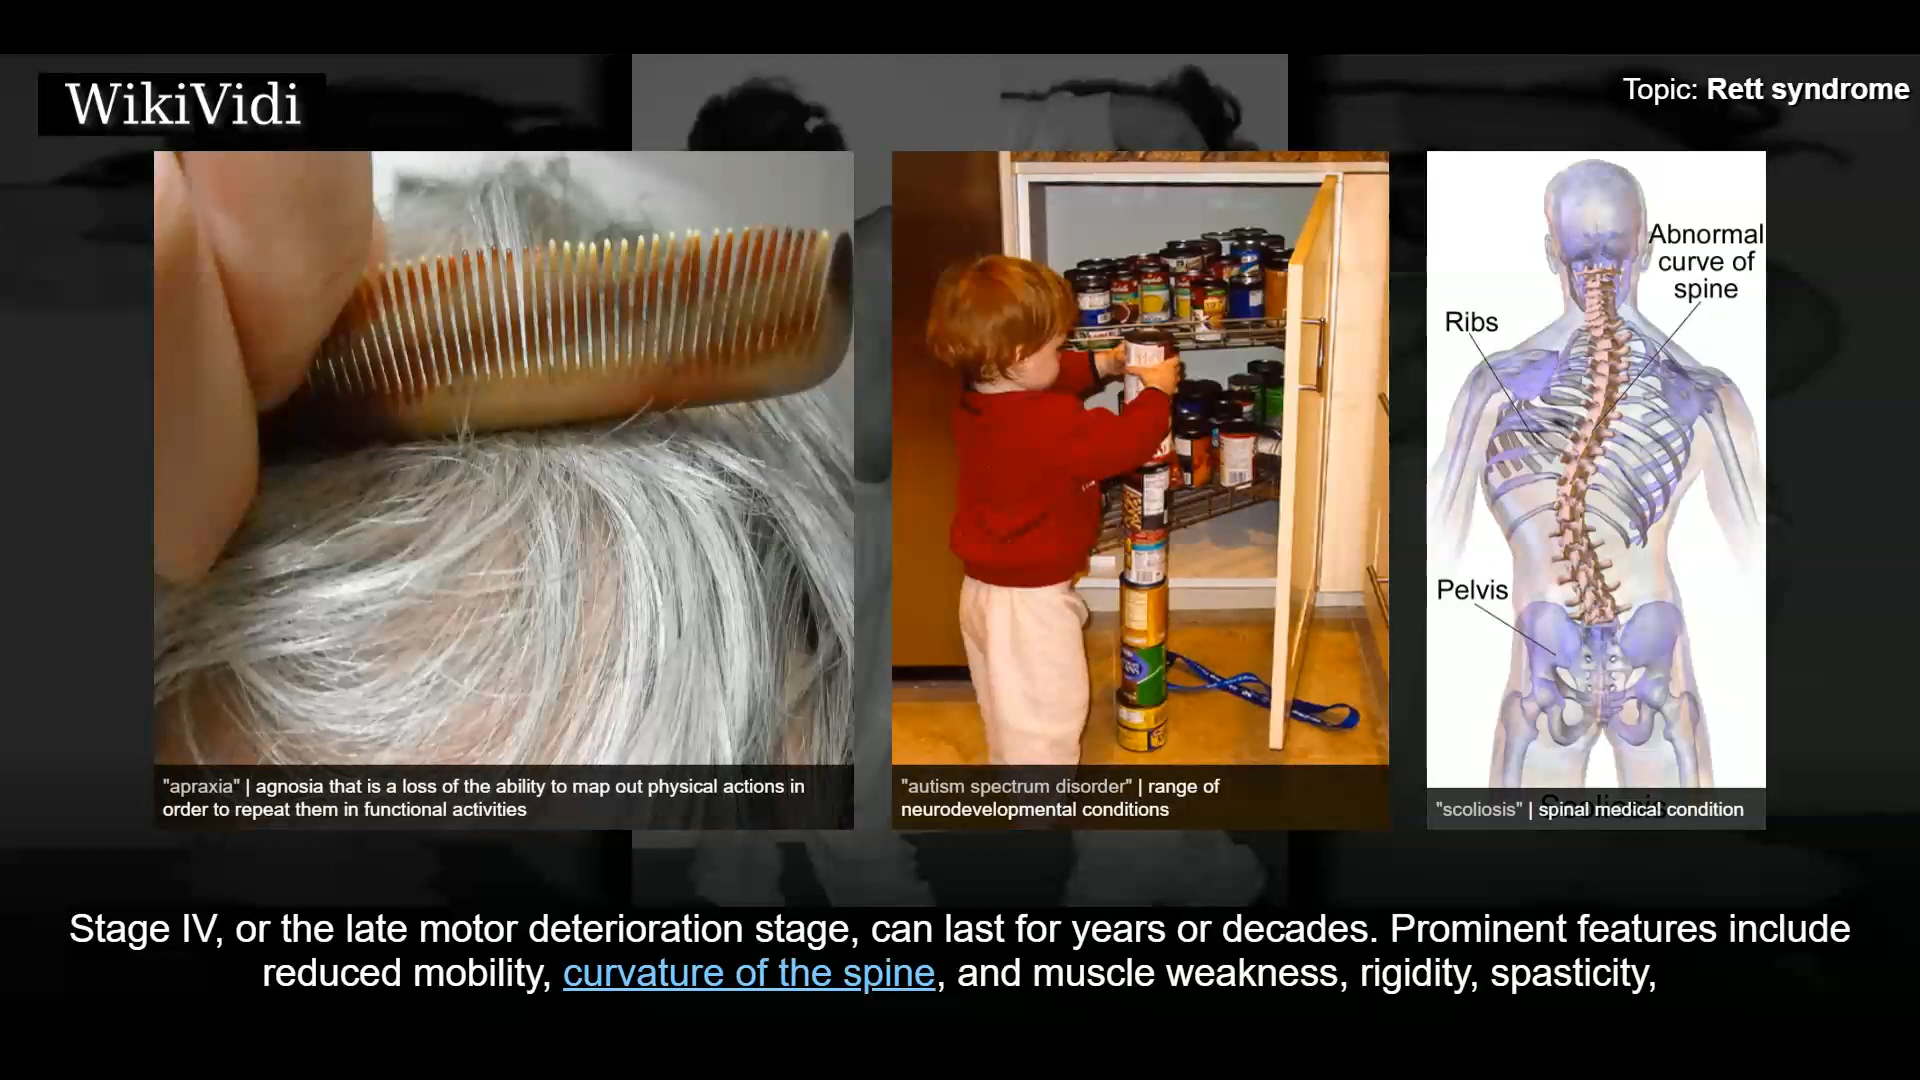 WikiVidi
Topic: Rett syndrome
Abnormal
curve of
spine
Ribs
Pelvis
"apraxia" | agnosia that is a loss of the ability to map out physical actions in
order to repeat them in functional activities
"autism spectrum disorder" | range of
neurodevelopmental conditions
Scoliosis
"scoliosis" | spinal medical condition
Stage IV, or the late motor deterioration stage, can last for years or decades. Prominent features include
reduced mobility, curvature of the spine, and muscle weakness, rigidity, spasticity,